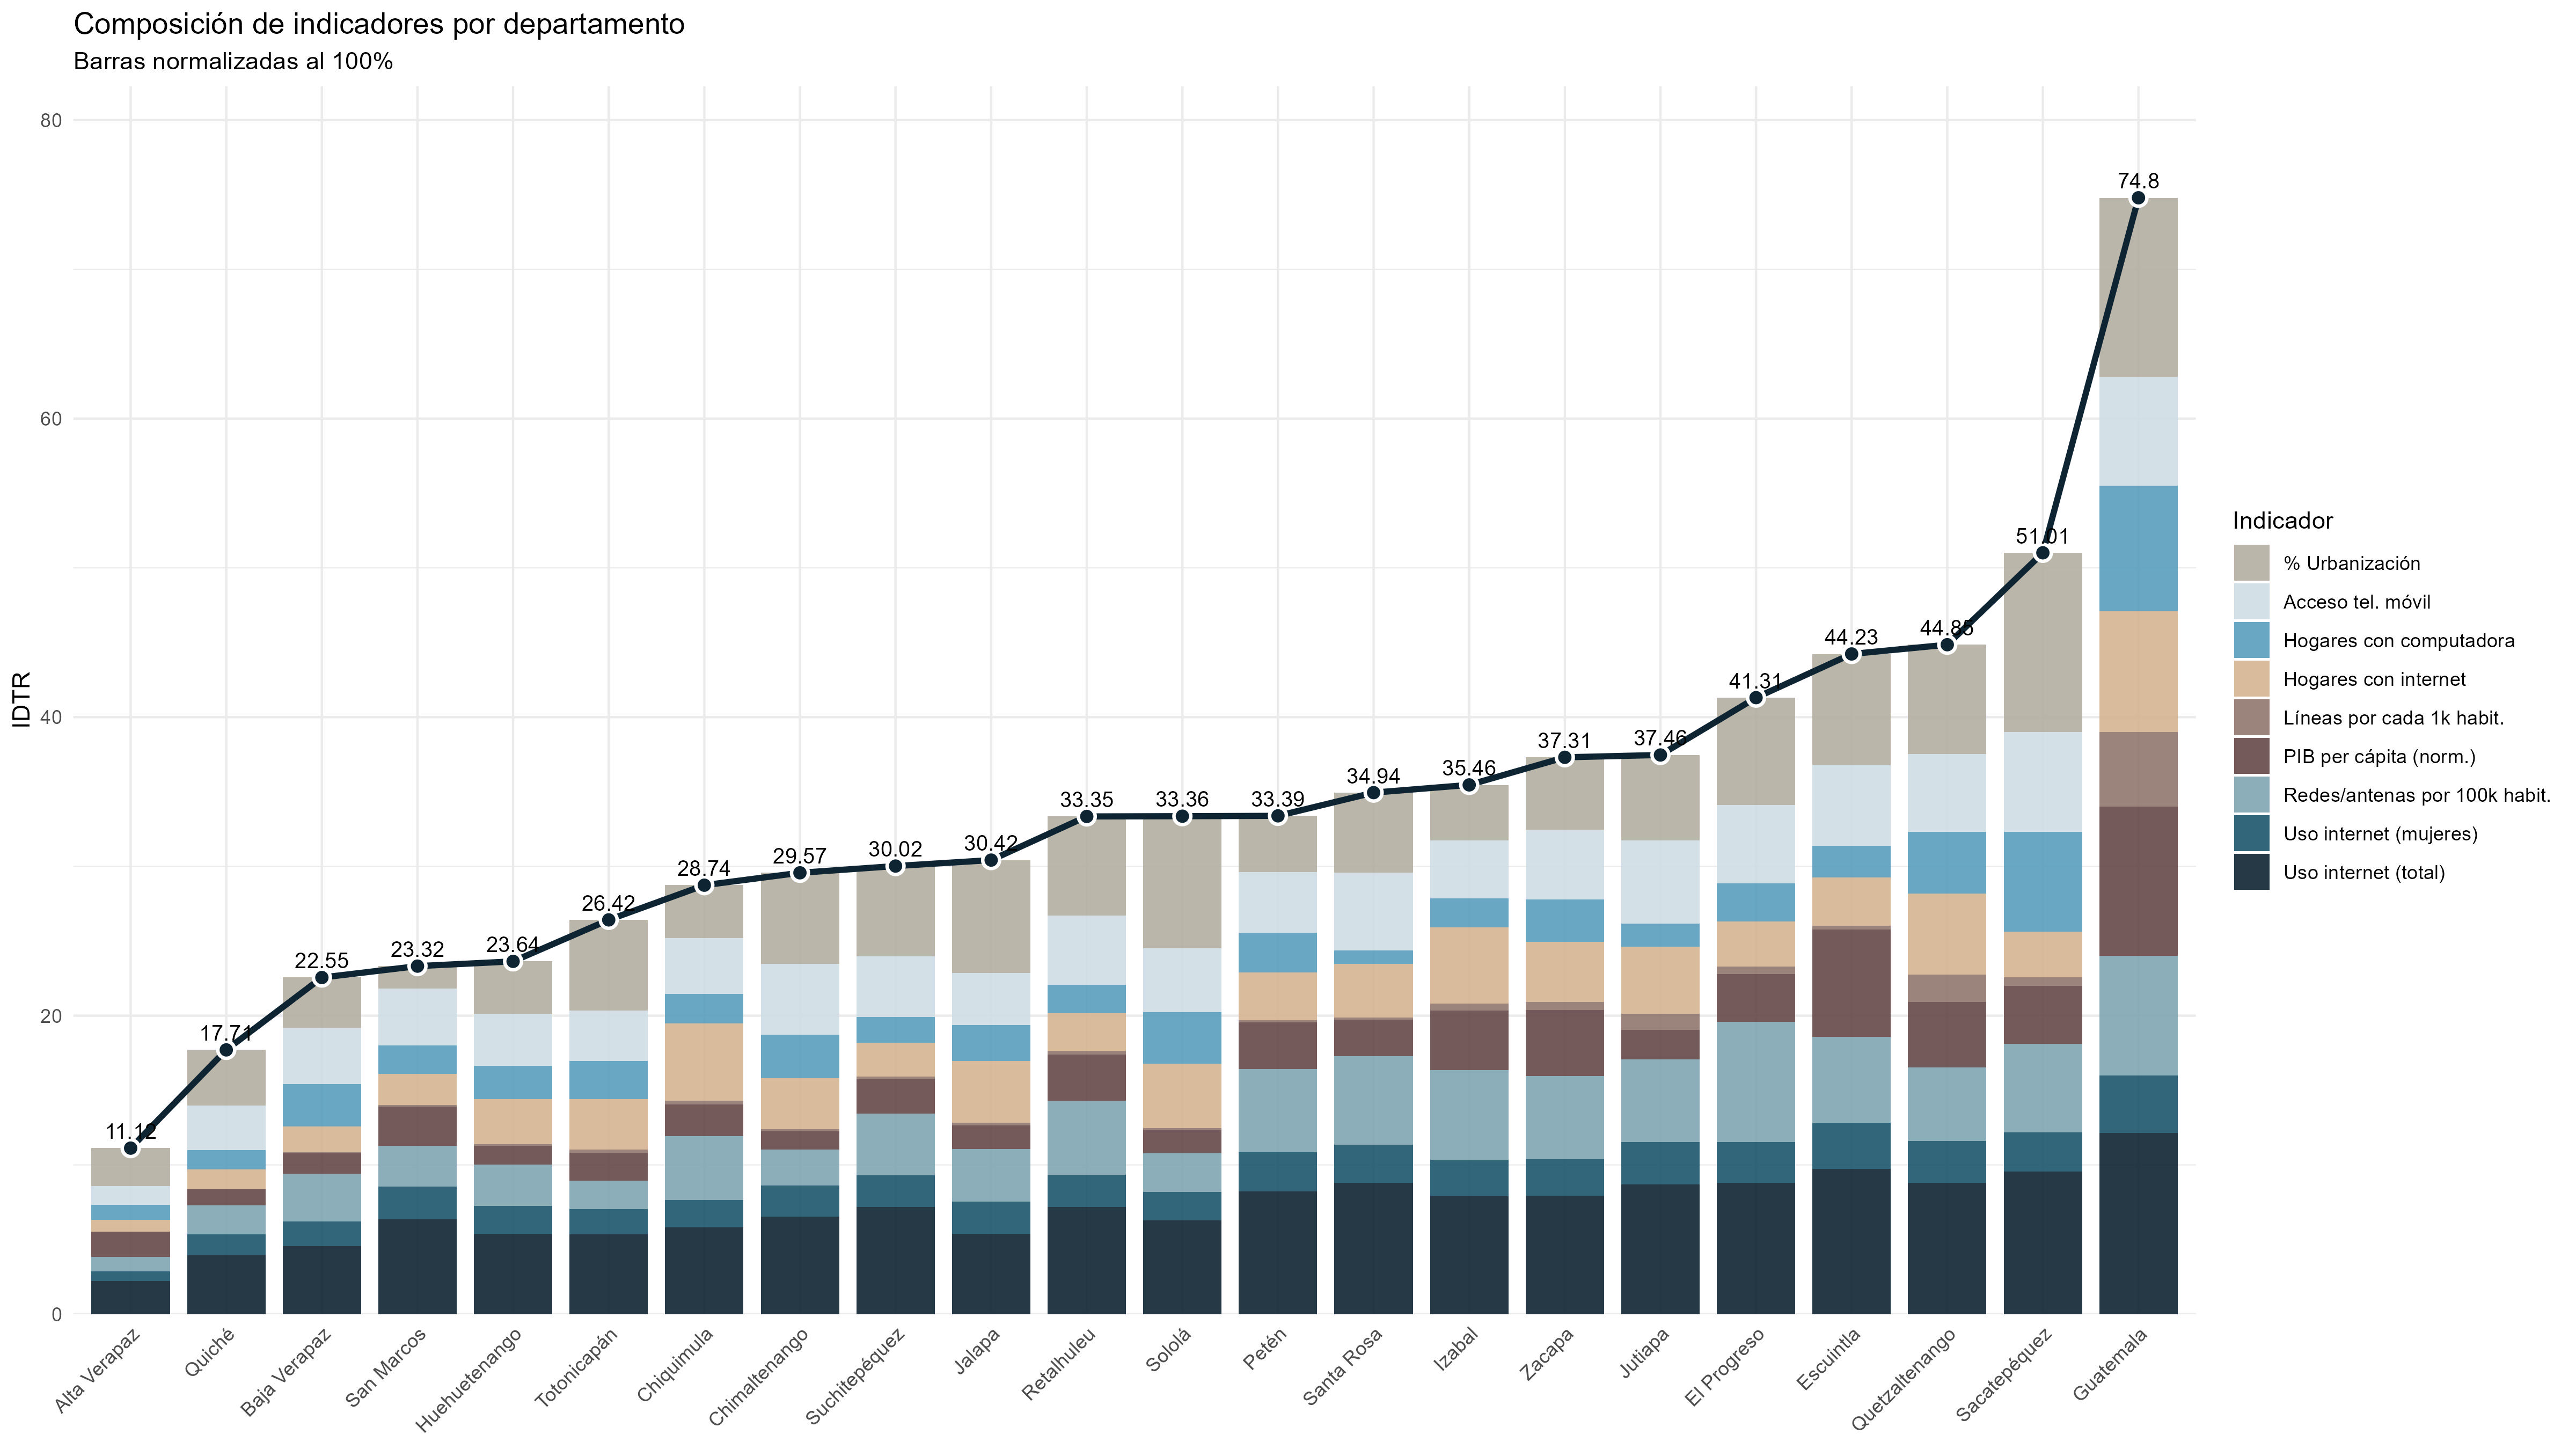 Composición de indicadores por departamento
Barras normalizadas al 100%
80
60
40
20
0
IDTR
11.12
17.71
22.55
23.32
23.64
26.42
28.74
29.57
30.02
30.42
33.35
33.36
33.39
34.94
35.46
37.31
37.46
41.31
44.23
44.85
51.01
74.8
Alta Verapaz
Quiché
Baja Verapaz
San Marcos
Huehuetenango
Totonicapán
Chiquimula
Chimaltenango
Suchitepéquez
Jalapa
Retalhuleu
Sololá
Petén
Santa Rosa
Izabal
Zacapa
Jutiapa
El Progreso
Escuintla
Quetzaltenango
Sacatepéquez
Guatemala
Indicador
% Urbanización
Acceso tel. móvil
Hogares con computadora
Hogares con internet
Líneas por cada 1k habit.
PIB per cápita (norm.)
Redes/antenas por 100k habit.
Uso internet (mujeres)
Uso internet (total)